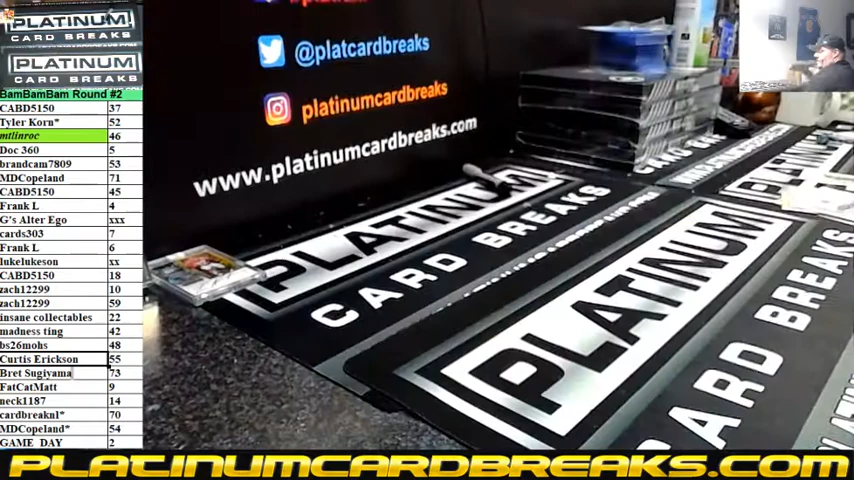 PLATINUM
CARD BREAKS
PLATINUM
CARD BREAKS
BamBamBam Round #2
CABD5150 37
Tyler Korn* 52
mtlinroc 46
Doc 360 5
brandcam7809 53
MDCopeland 71
CABD5150 45
Frank L 4
G's Alter Ego xxx
cards303 7
Frank L 6
lukelukeson xx
CABD5150 18
zach12299 20
zach12299 59
insane collectables 22
madness ting 42
bs26mohs 48
Curtis Erickson 55
Bret Sugiyama 73
FatCatMatt 9
neck1187 14
cardbreaknl* 70
MDCopeland* 54
GAME DAY 2
@platcardbreaks
platinumcardbreaks
www.platinumcardbreaks.com
PLATINUM
CARD BREAKS
PLATINUM
CARD BREAKS
PLATINUM
CARD BREAKS
PLATINUMCARDBREAKS.COM